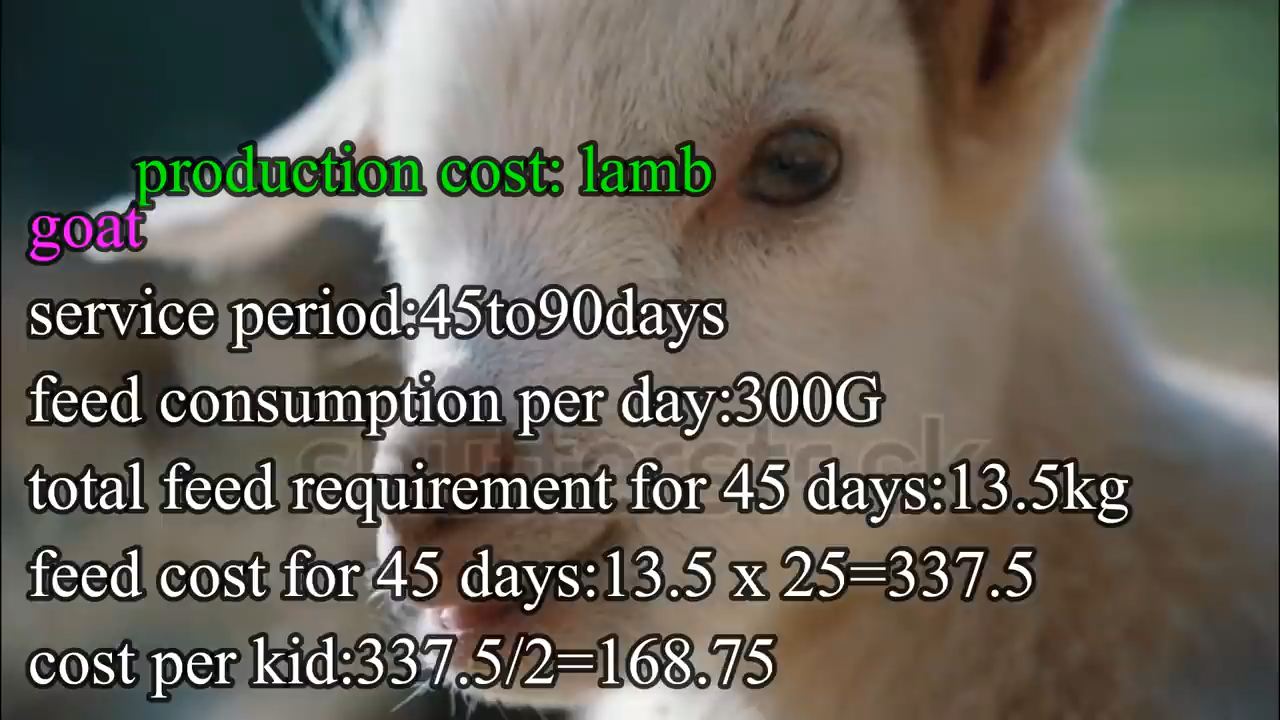 production cost: lamb
goat
service period:45to90days
feed consumption per day:300G
shutterstock
total feed requirement for 45 days:13.5kg
feed cost for 45 days:13.5 x 25=337.5
cost per kid:337.5/2=168.75